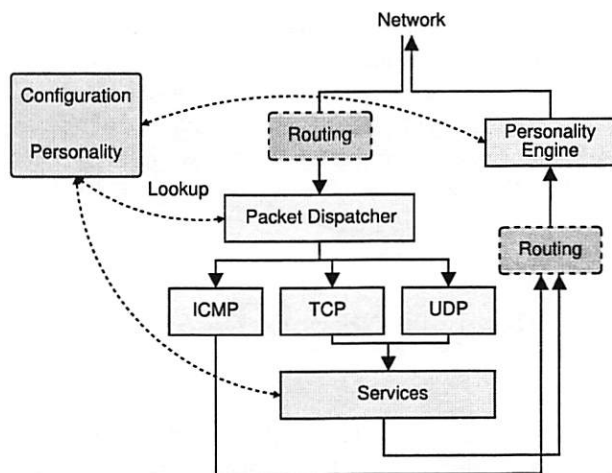 Network
Configuration
Personality
Routing
Personality
Engine
Lookup
Packet Dispatcher
Routing
ICMP
TCP
UDP
Services